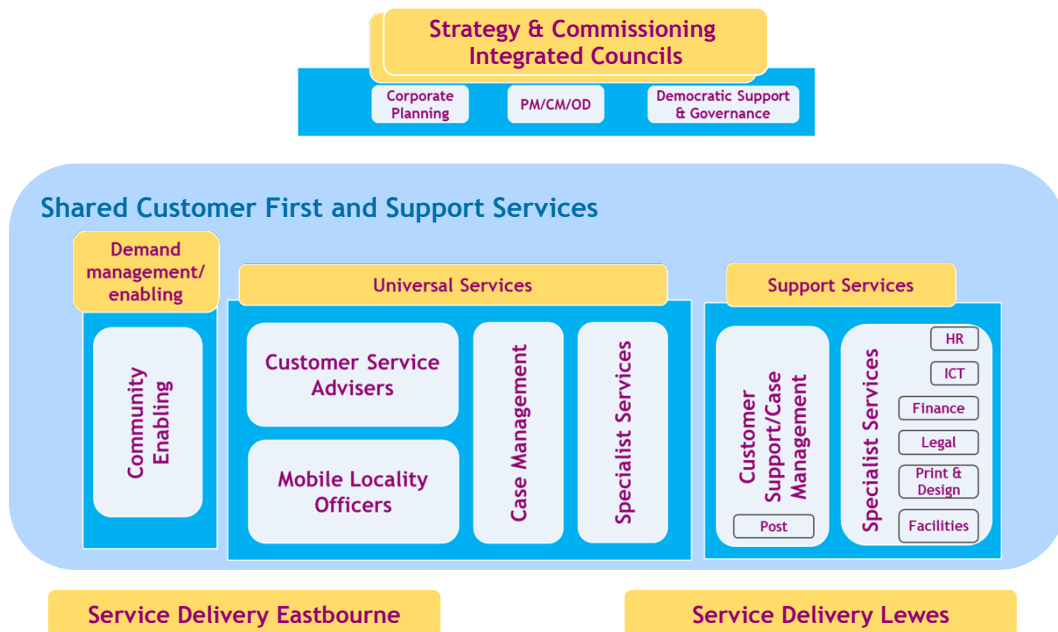 Strategy & Commissioning
Integrated Councils
Corporate
Planning
PM/CM/OD
Democratic Support
& Governance
Shared Customer First and Support Services
Demand
management/
enabling
Universal Services
Support Services
Community
Enabling
Customer Service
Advisers
Mobile Locality
Officers
Case Management
Specialist Services
Customer
Support/Case
Management
Post
Specialist Services
HR
ICT
Finance
Legal
Print &
Design
Facilities
Service Delivery Eastbourne
Service Delivery Lewes